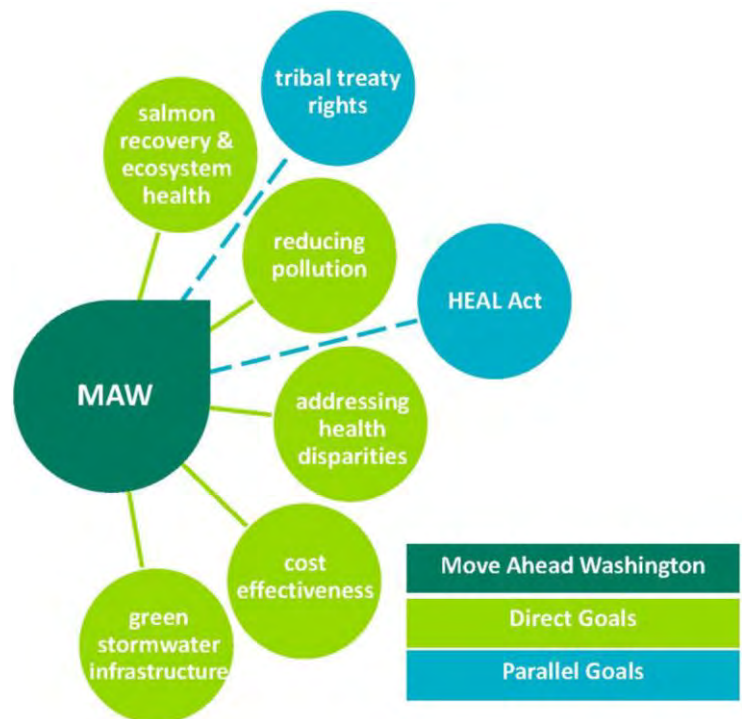 tribal treaty
rights
salmon
recovery &
ecosystem
health
reducing
pollution
HEAL Act
MAW
addressing
health
disparities
cost
effectiveness
green
stormwater
infrastructure
Move Ahead Washington
Direct Goals
Parallel Goals